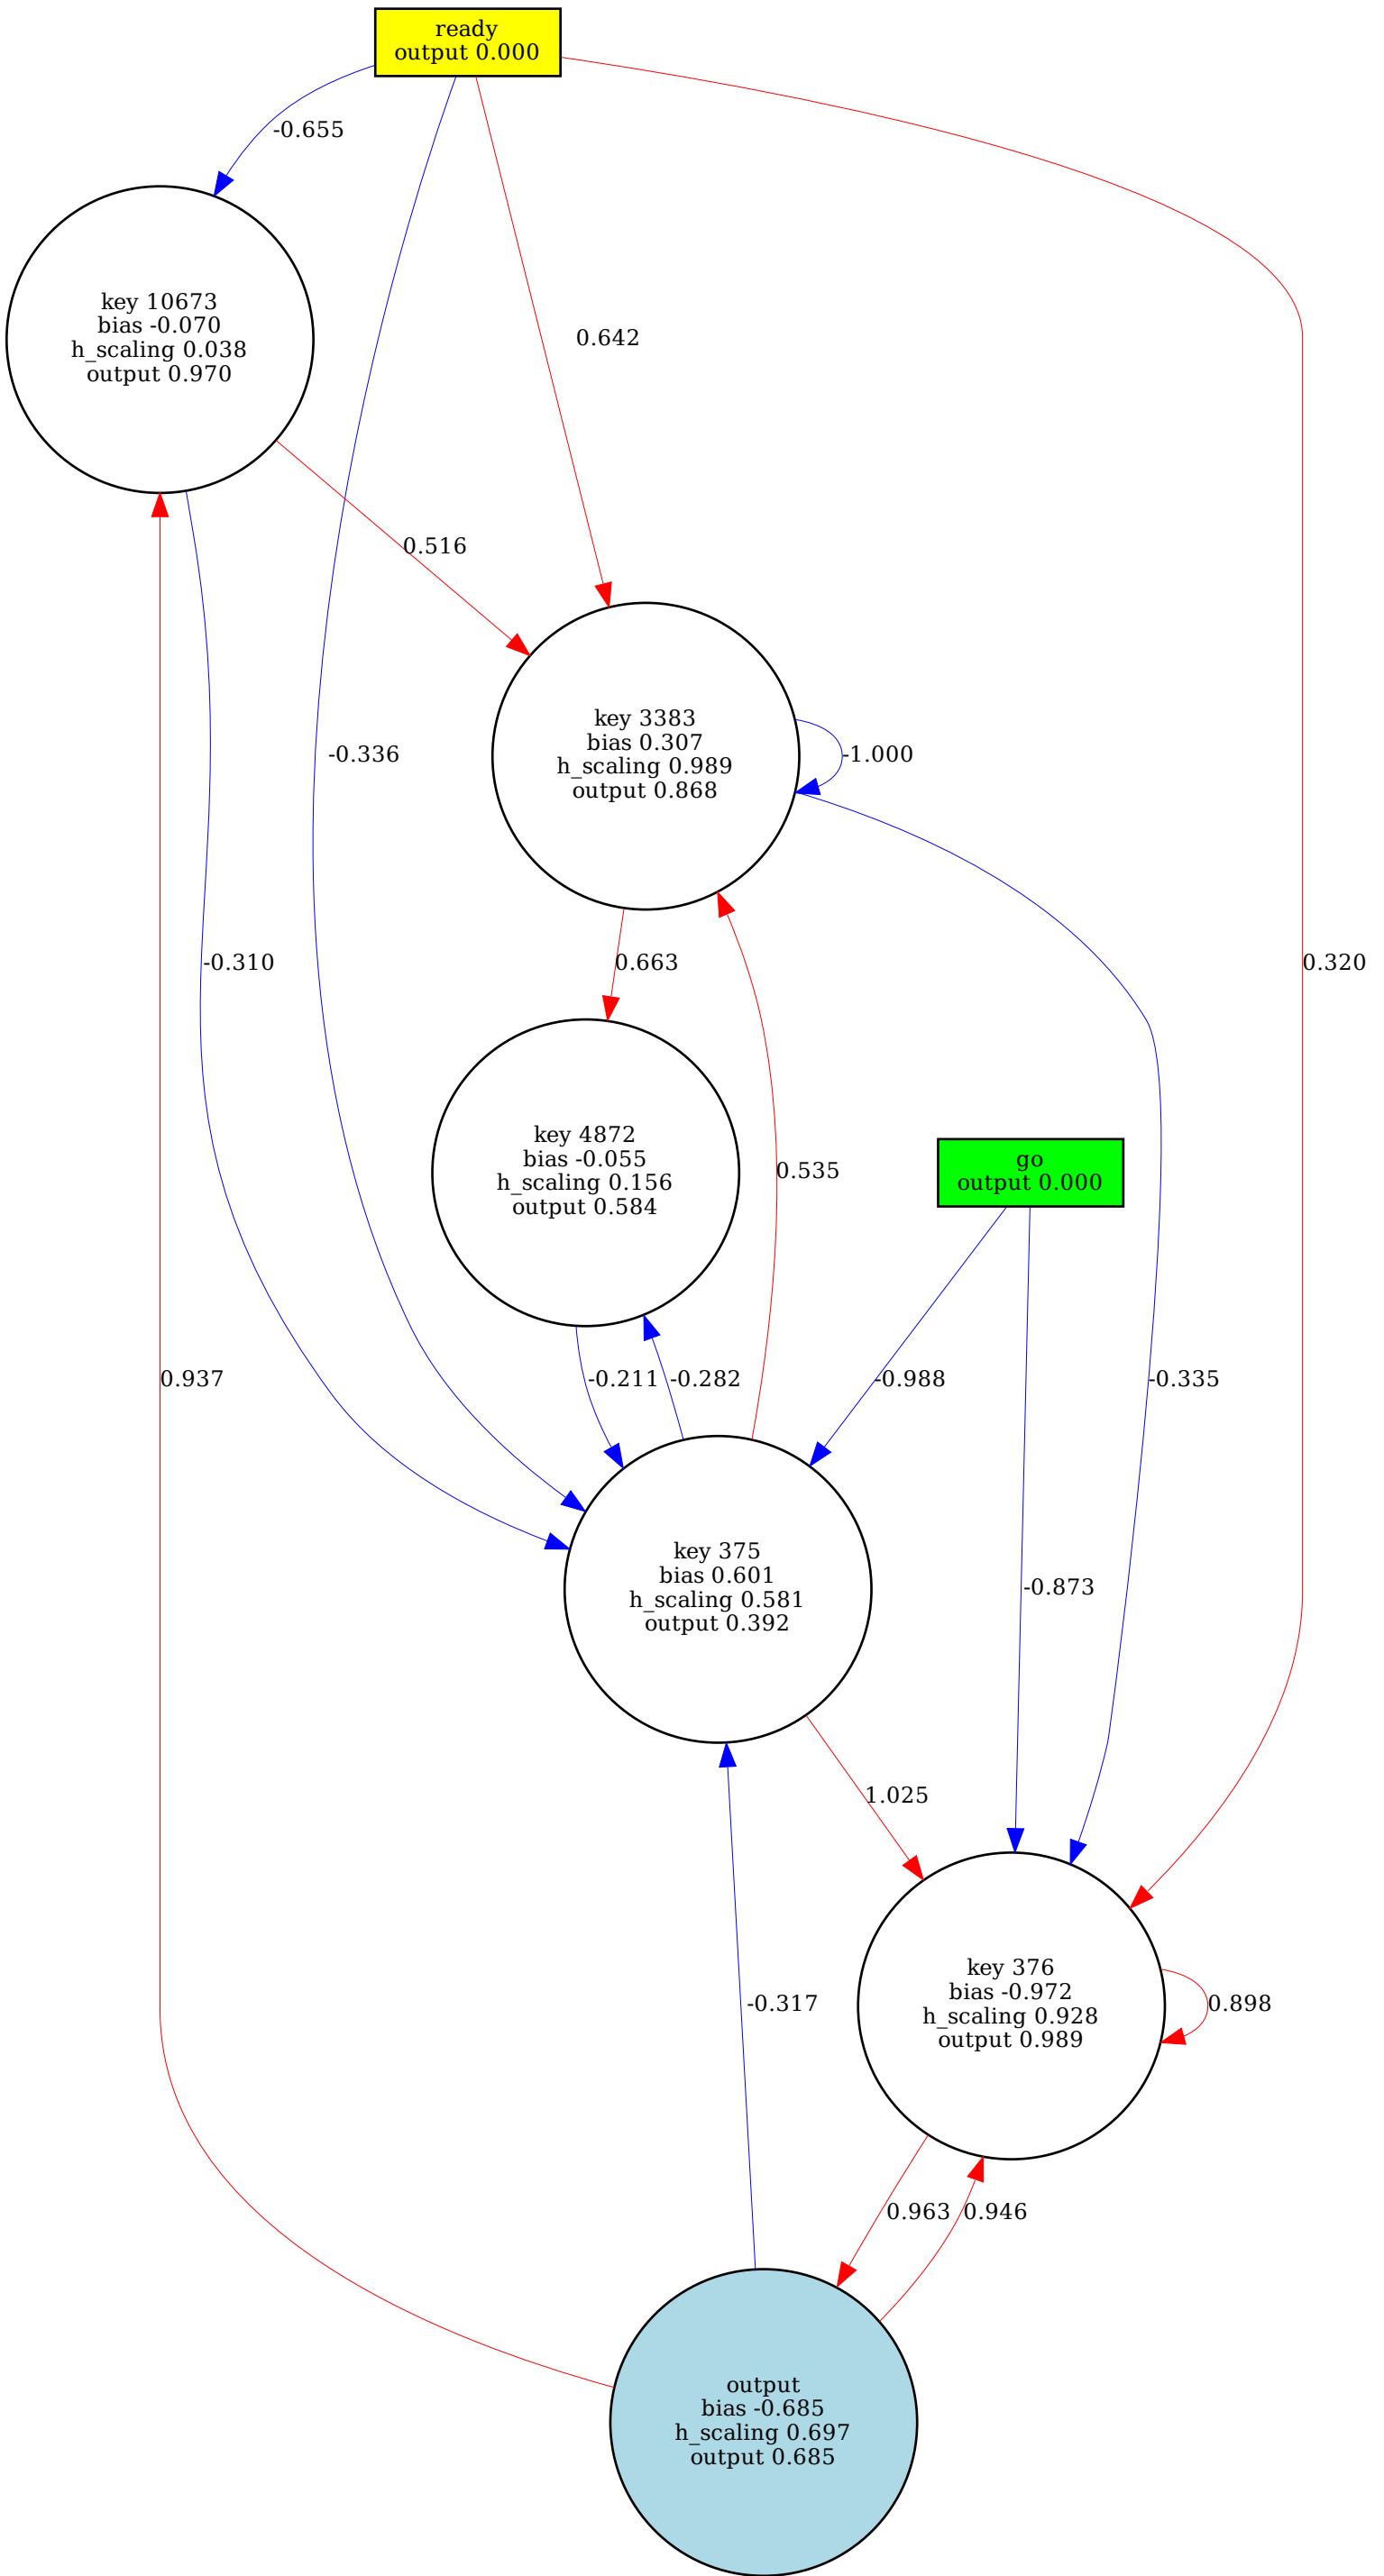 ready
output 0.000
-0.655
key 10673
bias -0.070
h_scaling 0.038
output 0.970
0.642
0.516
key 3383
bias 0.307
h_scaling 0.989
output 0.868
-0.336
-1.000
-0.310
0.663
0.320
key 4872
bias -0.055
h_scaling 0.156
output 0.584
0.535
go
output 0.000
0.937
-0.211
-0.282
-0.988
-0.335
key 375
bias 0.601
h_scaling 0.581
output 0.392
-0.873
1.025
key 376
bias -0.972
h_scaling 0.928
output 0.989
-0.317
0.898
0.963
0.946
output
bias -0.685
h_scaling 0.697
output 0.685